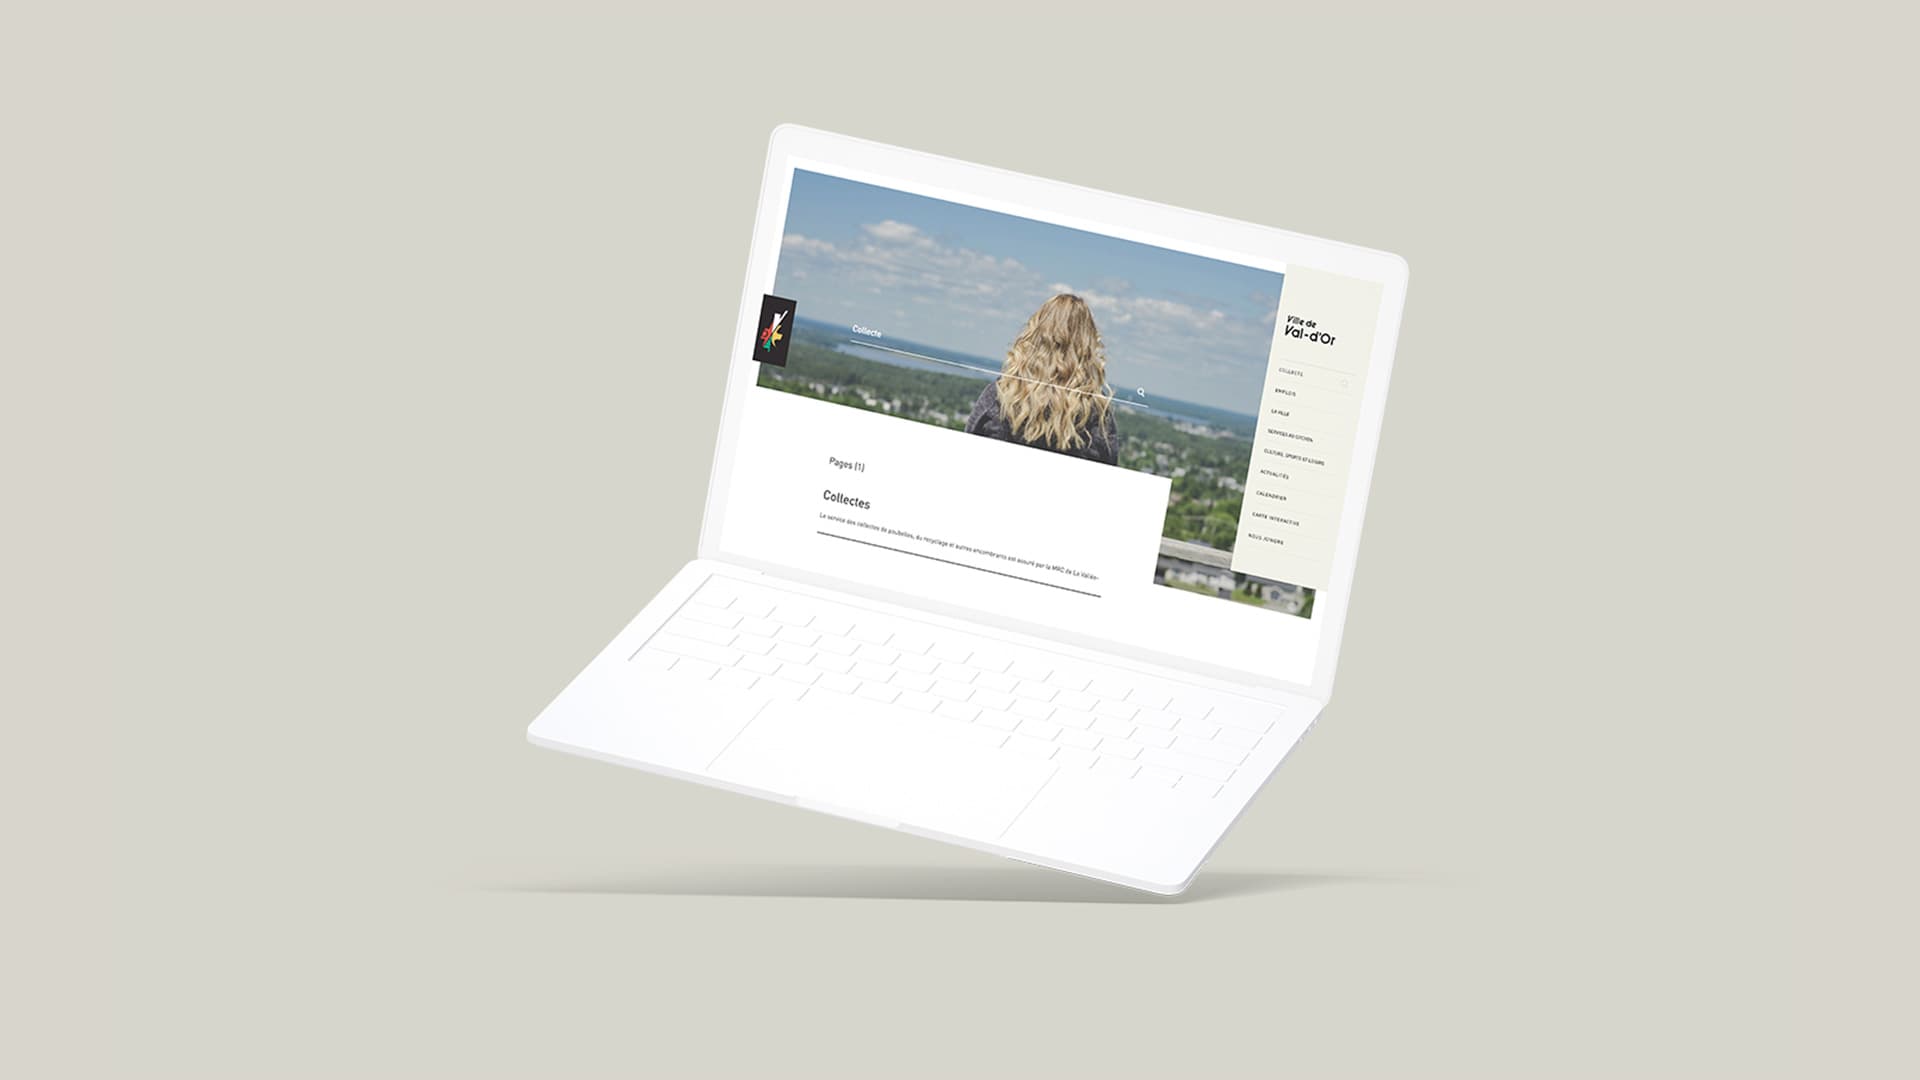 Collecte
Pages (1)
Collectes
Le service des collectes de poubelles, du recyclage et autres encombrants est assuré par la MRC de La Vallée-
Ville de
Val-d'Or
COLLECTE
EMPLOIS
LA VILLE
SERVICES AU CITOYEN
CULTURE, SPORTS ET LOISIRS
ACTUALITÉS
CALENDRIER
CARTE INTERACTIVE
NOUS JOINDRE